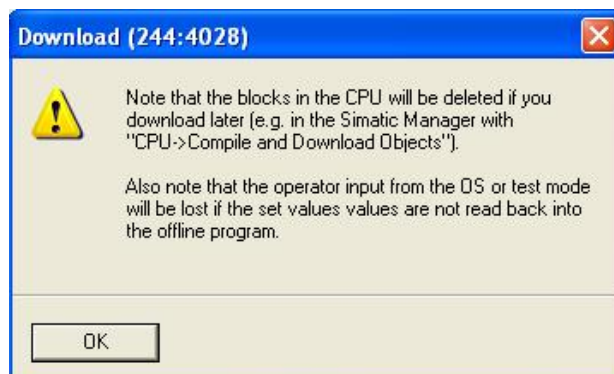 Download (244:4028)
Note that the blocks in the CPU will be deleted if you
download later (e.g. in the Simatic Manager with
"CPU->Compile and Download Objects").
Also note that the operator input from the OS or test mode
will be lost if the set values values are not read back into
the offline program.
OK